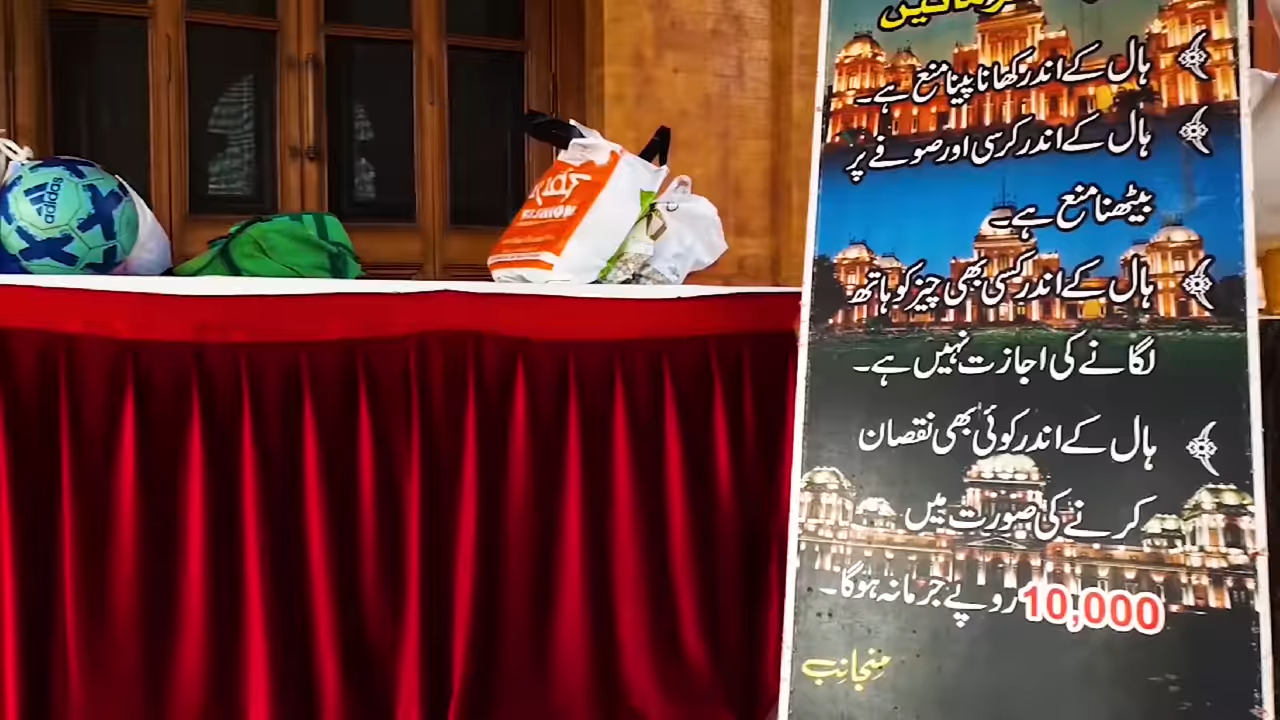 adidas
ہال کے اندر کھانا پینا منع ہے۔
ہال کے اندر کرسی اور صوفے پر
بیٹھنا منع ہے۔
ہال کے اندر کسی بھی چیز کو ہاتھ
لگانے کی اجازت نہیں ہے۔
ہال کے اندر کوئی بھی نقصان
کرنے کی صورت میں
10,000 روپے جرمانہ ہوگا۔
منجانب